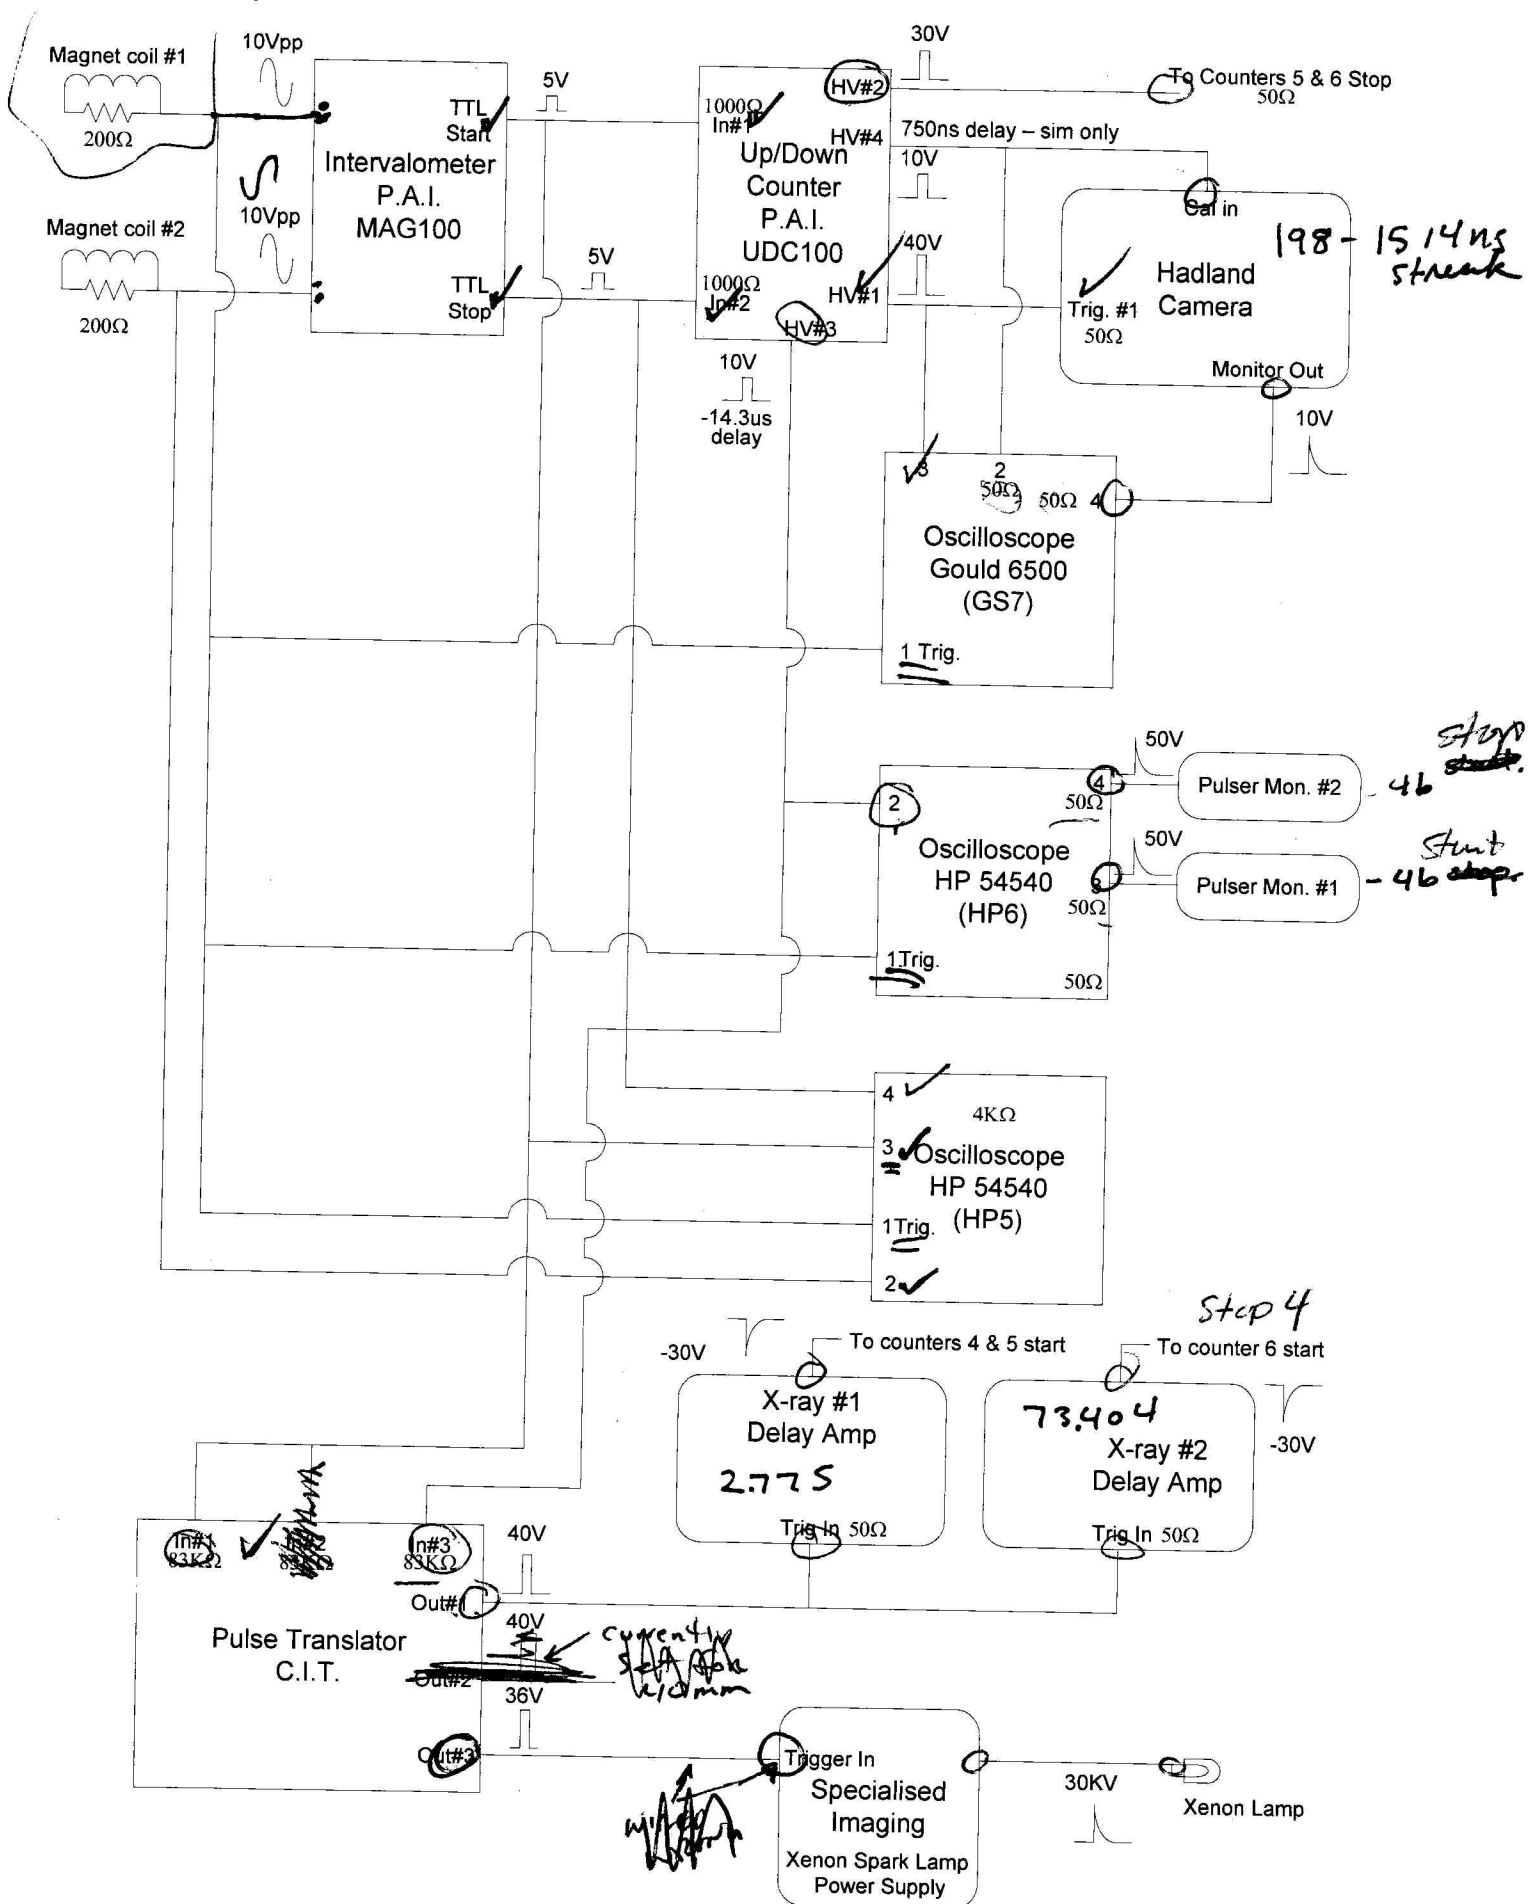 Magnet coil #1
200Ω
10Vpp
Magnet coil #2
200Ω
10Vpp
TTL
Start
Intervalometer
P.A.I.
MAG100
TTL
Stop
5V
5V
1000Ω
In#1
HV#2
HV#4
Up/Down
Counter
P.A.I.
UDC100
1000Ω
In#2
HV#1
HV#3
30V
To Counters 5 & 6 Stop
50Ω
750ns delay – sim only
10V
40V
Cal in
Hadland
Camera
Trig. #1
50Ω
Monitor Out
198 - 1514ns
streak
10V
10V
-14.3us
delay
3
2
50Ω
50Ω
4
Oscilloscope
Gould 6500
(GS7)
1 Trig.
2
4
50Ω
Oscilloscope
HP 54540
(HP6)
3
50Ω
1Trig.
50Ω
50V
Pulser Mon. #2
- 46
stop
start.
50V
Pulser Mon. #1
- 46
Start
stop.
4
4KΩ
3
Oscilloscope
HP 54540
(HP5)
1Trig.
2
-30V
To counters 4 & 5 start
X-ray #1
Delay Amp
2.775
Trig In 50Ω
Stop 4
To counter 6 start
73.404
X-ray #2
Delay Amp
Trig In 50Ω
-30V
In#1
83KΩ
In#3
83KΩ
Out#1
Pulse Translator
C.I.T.
Out#2
Out#3
40V
40V
currently
36V
Trigger In
Specialised
Imaging
Xenon Spark Lamp
Power Supply
30KV
Xenon Lamp